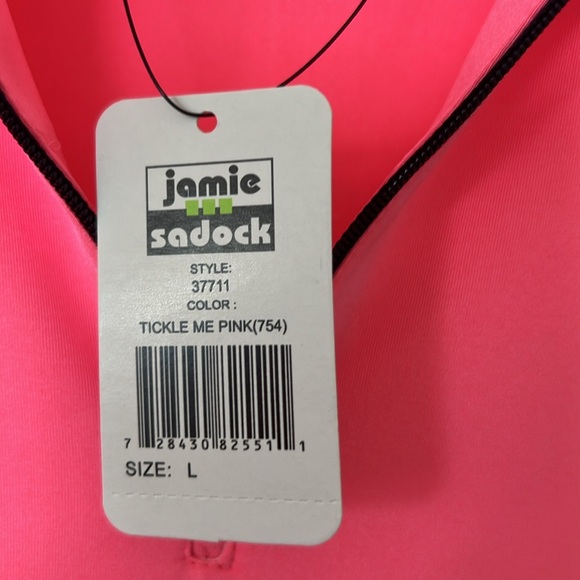 jamie
sadock
STYLE:
37711
COLOR :
TICKLE ME PINK(754)
7 28430 82551 1
SIZE: L